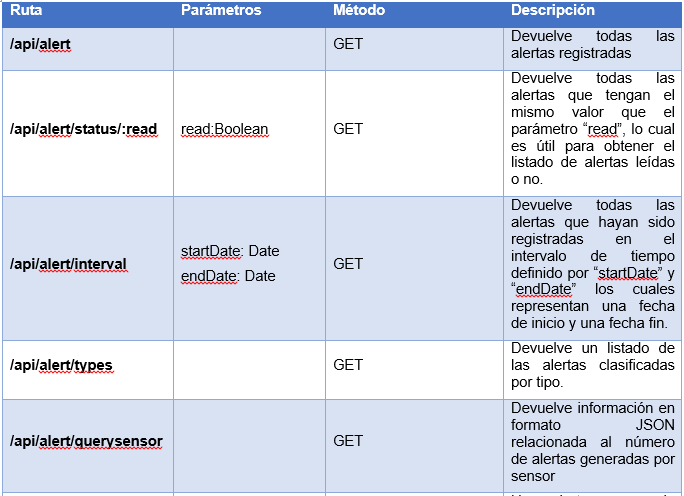 Ruta Parámetros Método Descripción
/api/alert GET Devuelve todas las
alertas registradas
/api/alert/status/:read read:Boolean GET Devuelve todas las
alertas que tengan el
mismo valor que el
parámetro “read”, lo cual
es útil para obtener el
listado de alertas leídas
o no.
/api/alert/interval startDate: Date
endDate: Date GET Devuelve todas las
alertas que hayan sido
registradas en el
intervalo de tiempo
definido por “startDate” y
“endDate” los cuales
representan una fecha
de inicio y una fecha fin.
/api/alert/types GET Devuelve un listado de
las alertas clasificadas
por tipo.
/api/alert/querysensor GET Devuelve información en
formato JSON
relacionada al número
de alertas generadas por
sensor